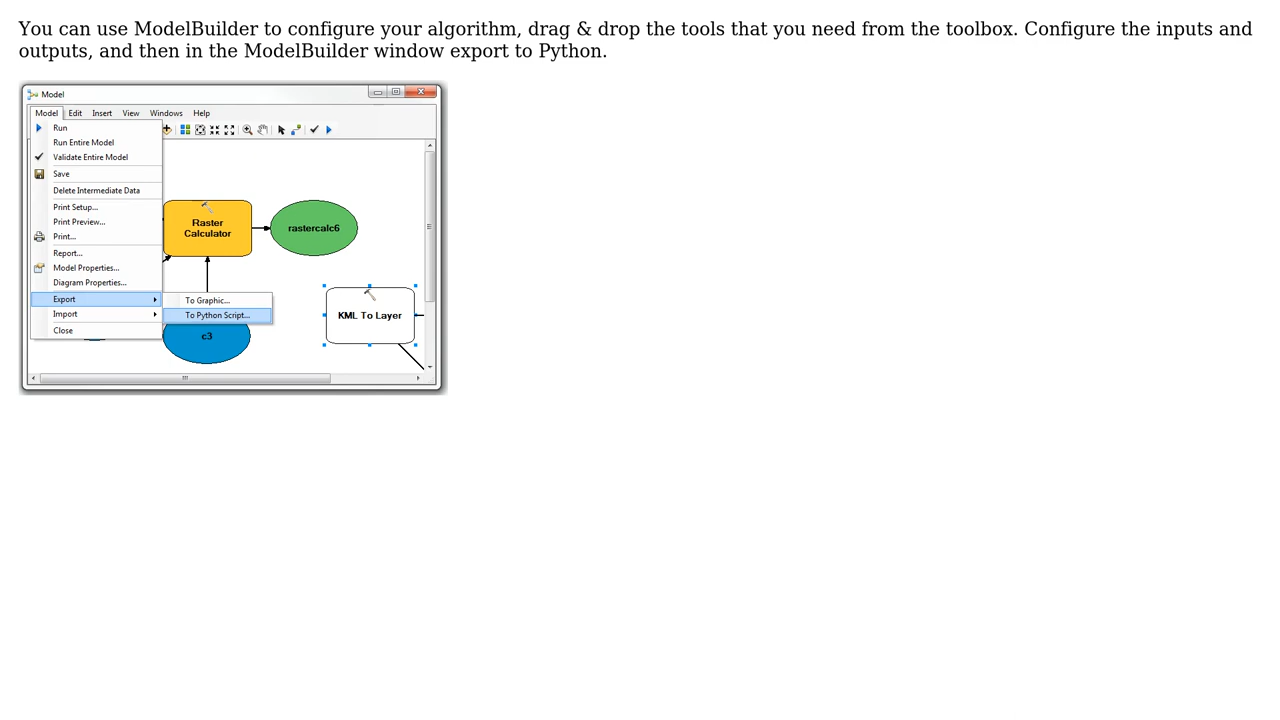 You can use ModelBuilder to configure your algorithm, drag & drop the tools that you need from the toolbox. Configure the inputs and
outputs, and then in the ModelBuilder window export to Python.
Model
Model Edit Insert View Windows Help
Run
Run Entire Model
Validate Entire Model
Save
Delete Intermediate Data
Print Setup...
Print Preview...
Print...
Report...
Model Properties...
Diagram Properties...
Export
Import
Close
To Graphic...
To Python Script...
Raster
Calculator
rastercalc6
KML To Layer
c3